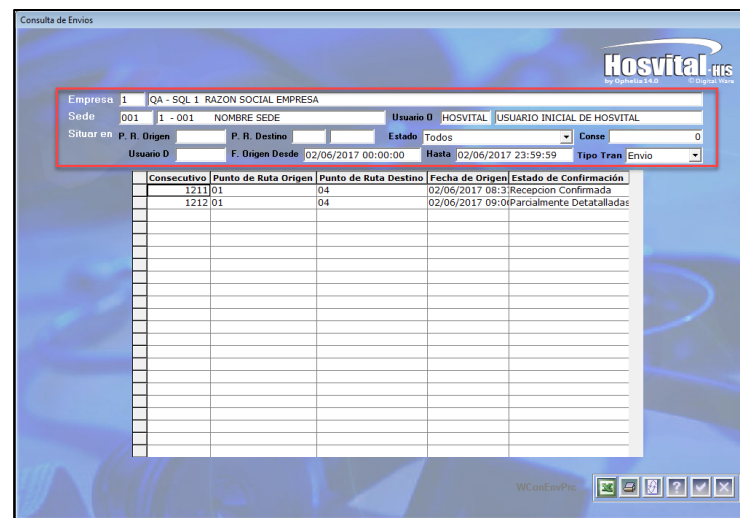 Consulta de Envios
Hosvital-HIS
by Ophelia 14.0 © Digital Ware
Empresa 1 QA - SQL 1 RAZON SOCIAL EMPRESA
Sede 001 1 - 001 NOMBRE SEDE Usuario O HOSVITAL USUARIO INICIAL DE HOSVITAL
Situar en P. R. Origen P. R. Destino Estado Todos Conse 0
Usuario D F. Origen Desde 02/06/2017 00:00:00 Hasta 02/06/2017 23:59:59 Tipo Tran Envio
Consecutivo Punto de Ruta Origen Punto de Ruta Destino Fecha de Origen Estado de Confirmación
1211 01 04 02/06/2017 08:3 Recepcion Confirmada
1212 01 04 02/06/2017 09:0 Parcialmente Detatalladas
WConEnvPrc